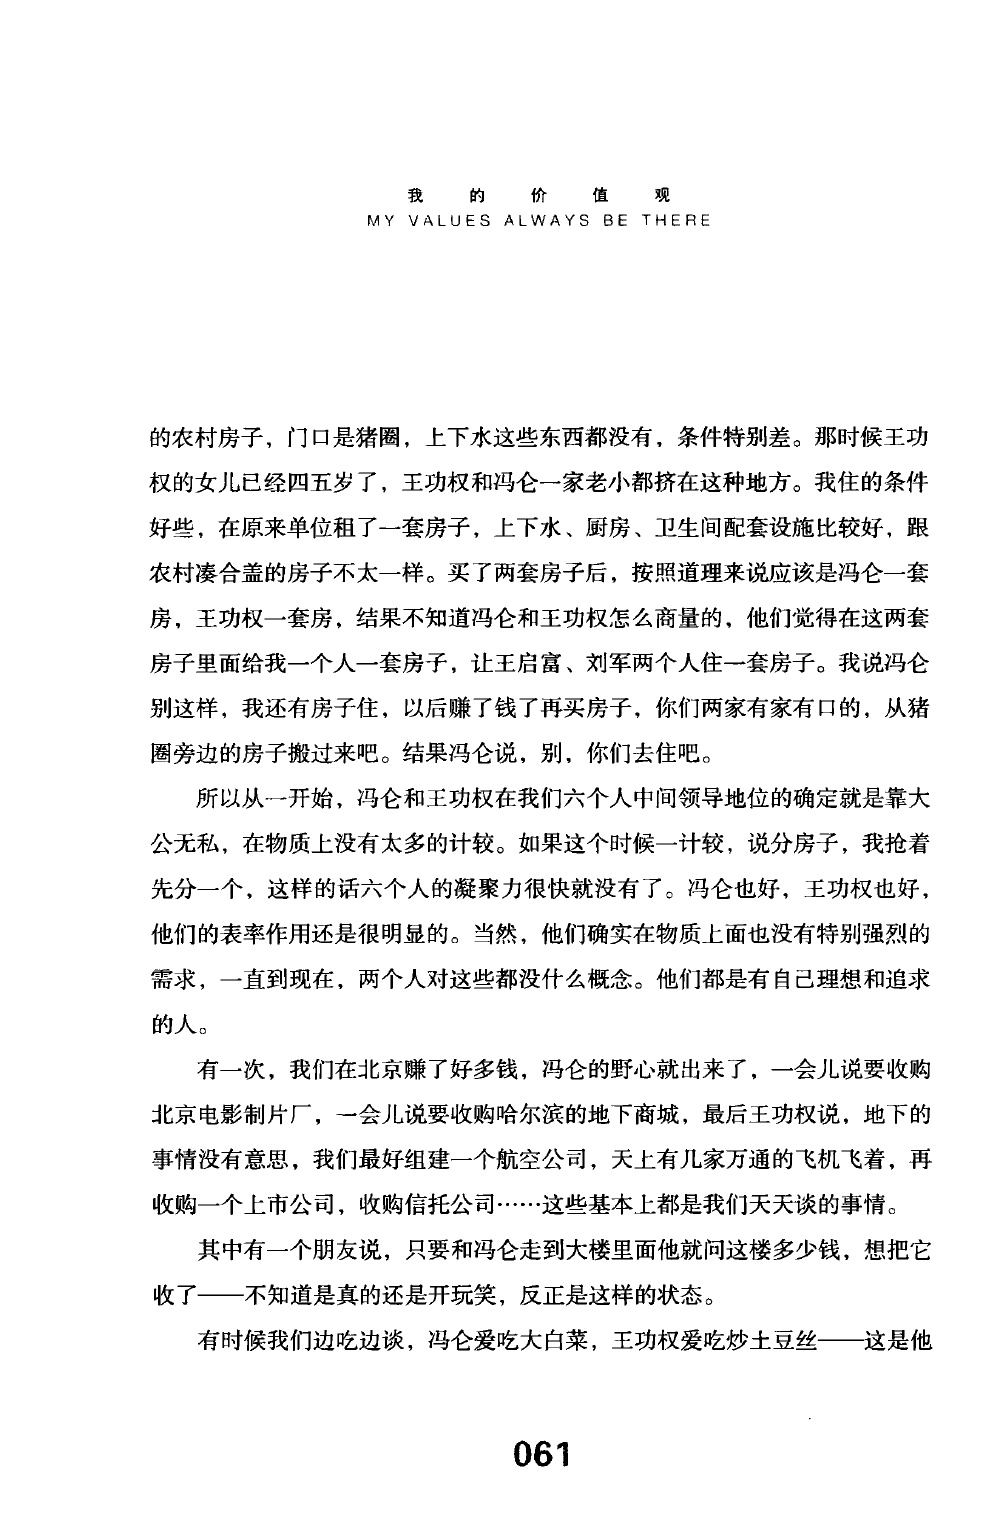 我的价值观
MY VALUES ALWAYS BE THERE
的农村房子，门口是猪圈，上下水这些东西都没有，条件特别差。那时候王功
权的女儿已经四五岁了，王功权和冯仑一家老小都挤在这种地方。我住的条件
好些，在原来单位租了一套房子，上下水、厨房、卫生间配套设施比较好，跟
农村凑合盖的房子不太一样。买了两套房子后，按照道理来说应该是冯仑一套
房，王功权一套房，结果不知道冯仑和王功权怎么商量的，他们觉得在这两套
房子里面给我一个人一套房子，让王启富、刘军两个人住一套房子。我说冯仑
别这样，我还有房子住，以后赚了钱了再买房子，你们两家有家有口的，从猪
圈旁边的房子搬过来吧。结果冯仑说，别，你们去住吧。
所以从一开始，冯仑和王功权在我们六个人中间领导地位的确定就是靠大
公无私，在物质上没有太多的计较。如果这个时候一计较，说分房子，我抢着
先分一个，这样的话六个人的凝聚力很快就没有了。冯仑也好，王功权也好，
他们的表率作用还是很明显的。当然，他们确实在物质上面也没有特别强烈的
需求，一直到现在，两个人对这些都没什么概念。他们都是有自己理想和追求
的人。
有一次，我们在北京赚了好多钱，冯仑的野心就出来了，一会儿说要收购
北京电影制片厂，一会儿说要收购哈尔滨的地下商城，最后王功权说，地下的
事情没有意思，我们最好组建一个航空公司，天上有几家万通的飞机飞着，再
收购一个上市公司，收购信托公司……这些基本上都是我们天天谈的事情。
其中有一个朋友说，只要和冯仑走到大楼里面他就问这楼多少钱，想把它
收了——不知道是真的还是开玩笑，反正是这样的状态。
有时候我们边吃边谈，冯仑爱吃大白菜，王功权爱吃炒土豆丝——这是他
061